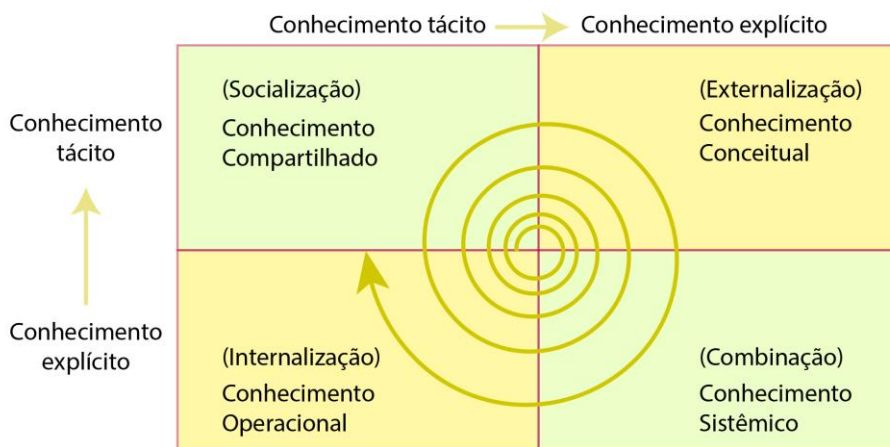 Conhecimento tácito
Conhecimento explícito
Conhecimento
tácito
(Socialização)
Conhecimento
Compartilhado
(Externalização)
Conhecimento
Conceitual
Conhecimento
explícito
(Internalização)
Conhecimento
Operacional
(Combinação)
Conhecimento
Sistêmico